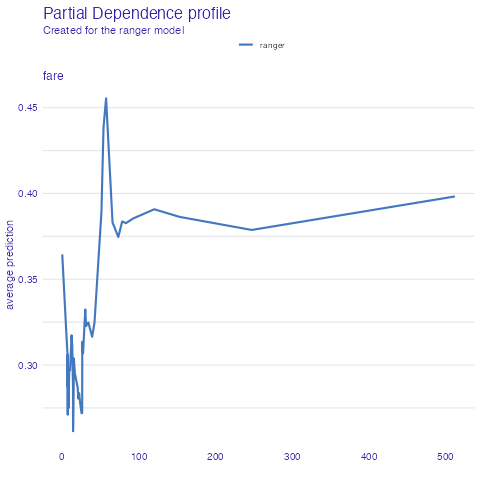 Partial Dependence profile
Created for the ranger model
ranger
fare
average prediction
0.45
0.40
0.35
0.30
0 100 200 300 400 500